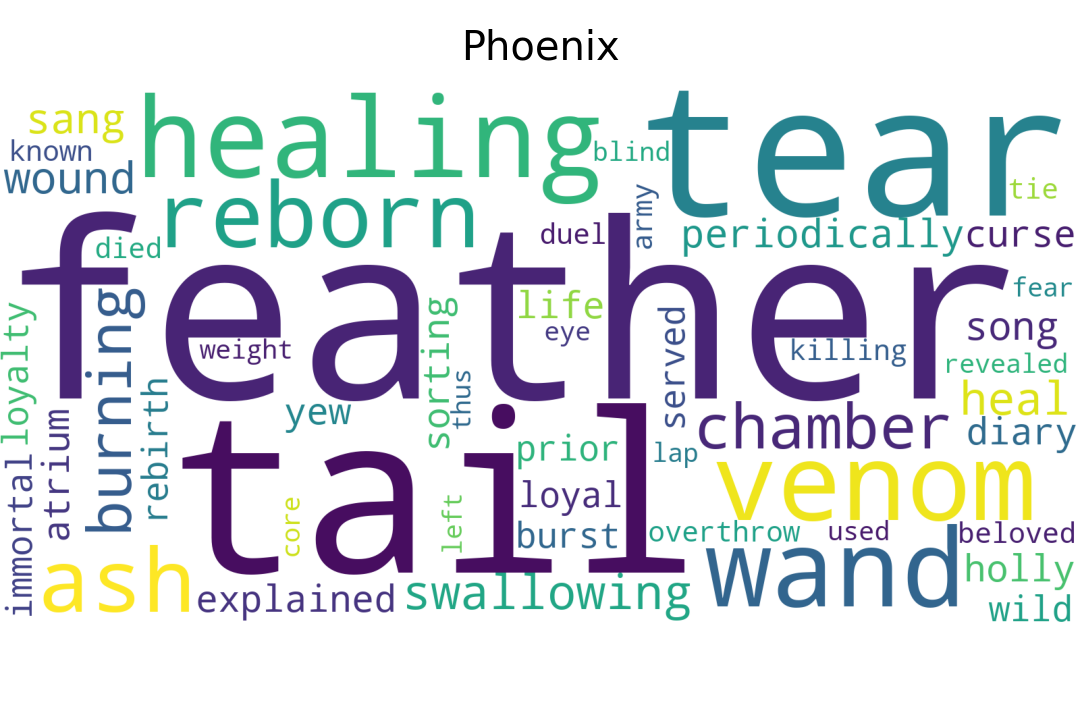 Phoenix
sang
healing
tear
known
blind
wound
tie
reborn
army
died
duel
periodically
curse
feather
fear
life
song
loyalty
burning
weight
sorting
eye
served
killing
revealed
rebirth
thus
heal
yew
tail
chamber
diary
atrium
prior
lap
immortal
venom
core
left
loyal
burst
overthrow
used
beloved
ash
wand
holly
explained
swallowing
wild